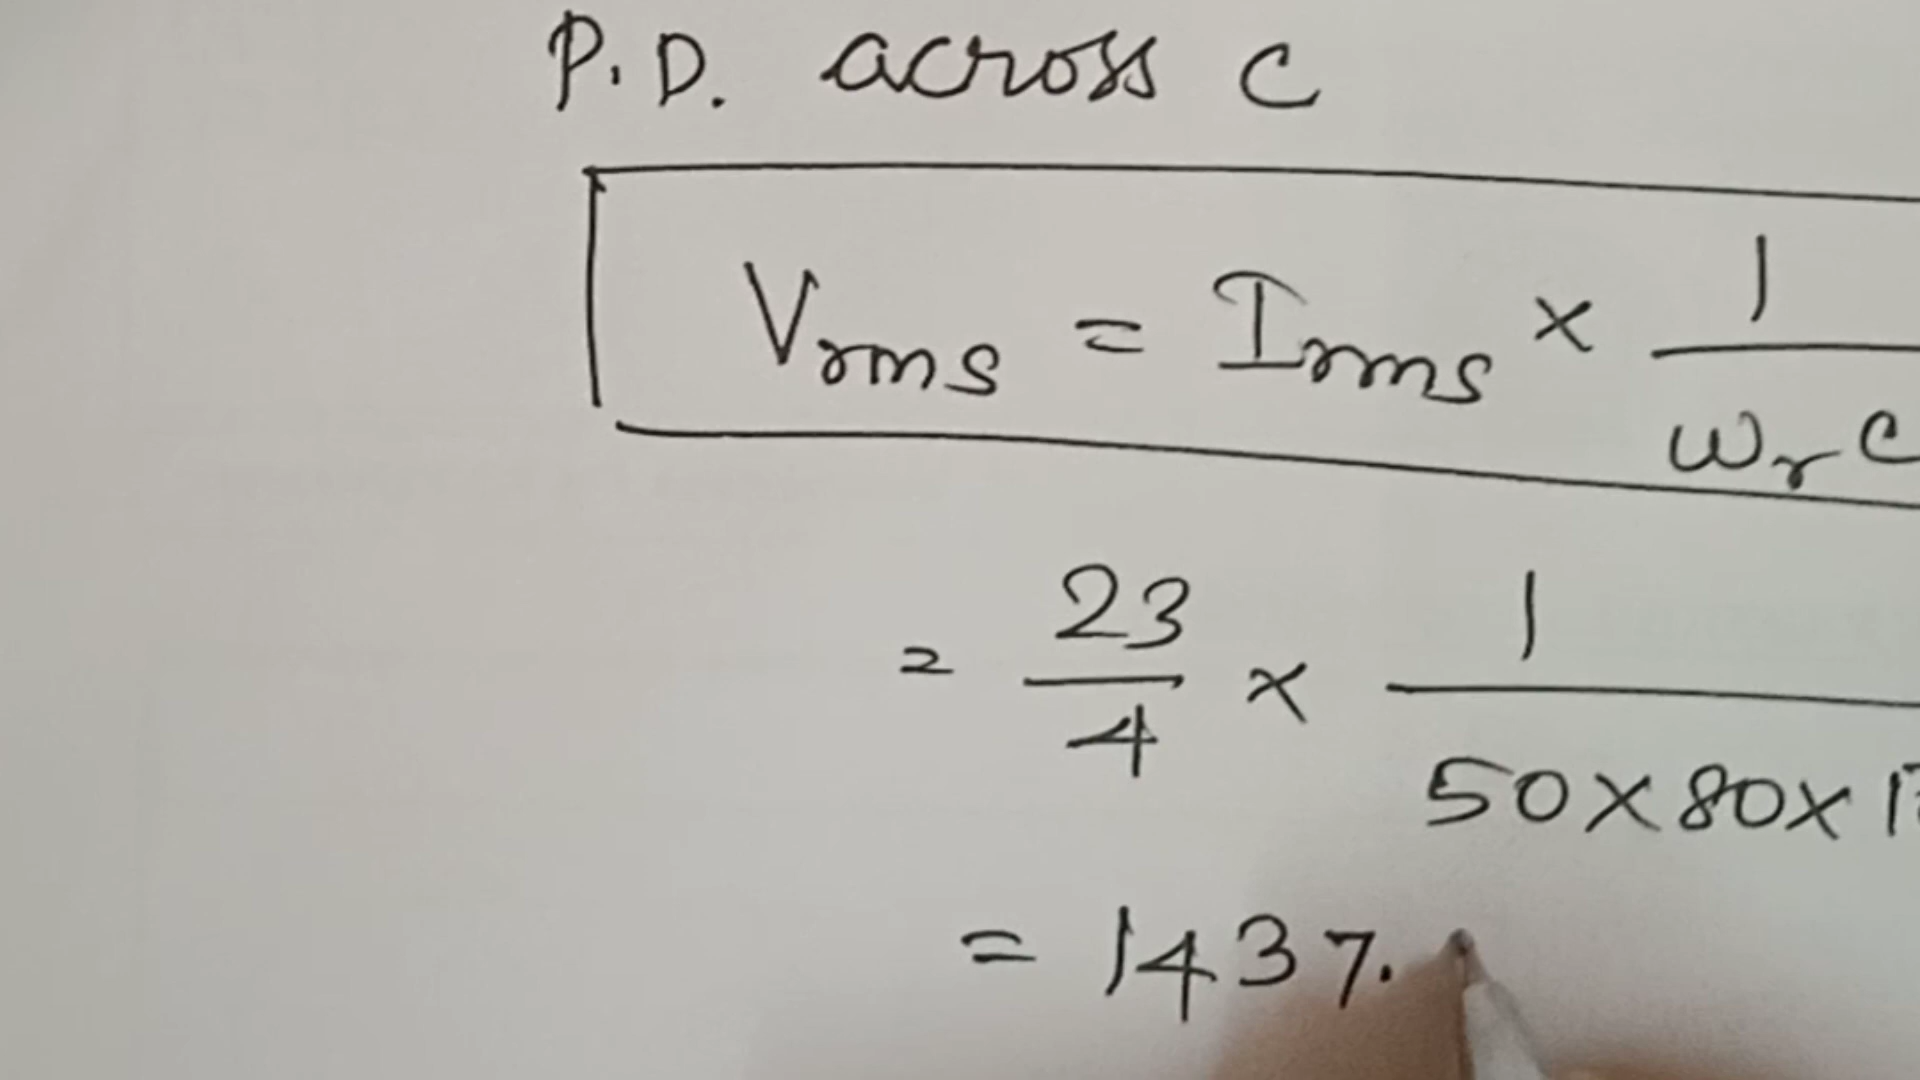 P.D. across C
Vrms = Irms × 1/ωrC
= 23/4 × 1/50×80×1
= 1437.